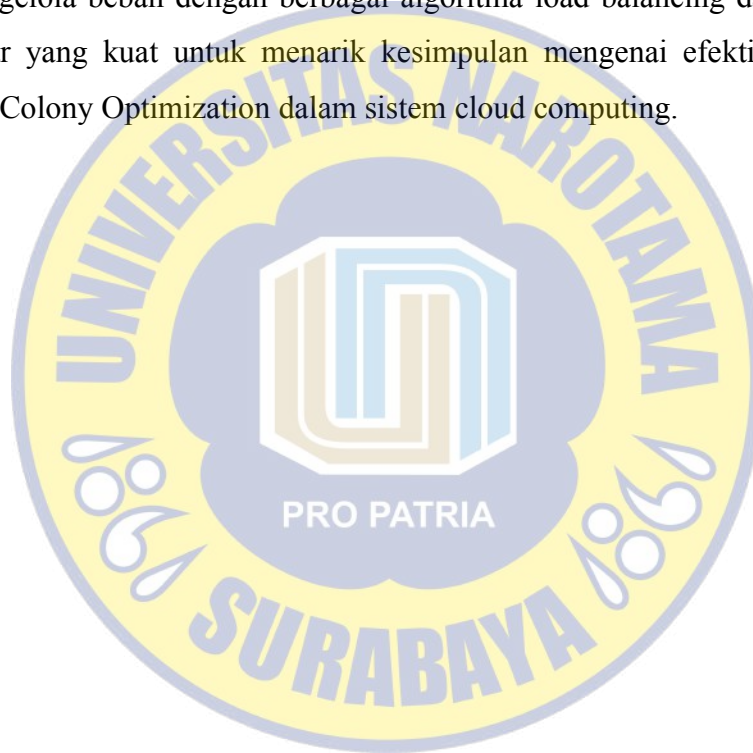 gelola beban dengan berbagai algoritma load balancing d
r yang kuat untuk menarik kesimpulan mengenai efekti
Colony Optimization dalam sistem cloud computing.
UNIVERSITAS NAROTAMA
PRO PATRIA
SURABAYA